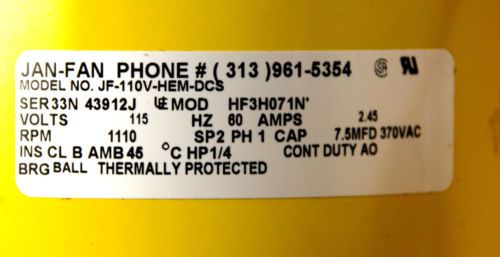 JAN-FAN PHONE # ( 313 )961-5354
MODEL NO. JF-110V-HEM-DCS
SER33N 43912J MOD HF3H071N'
VOLTS 115 HZ 60 AMPS 2.45
RPM 1110 SP2 PH 1 CAP 7.5MFD 370VAC
INS CL B AMB 45 °C HP1/4 CONT DUTY AO
BRG BALL THERMALLY PROTECTED